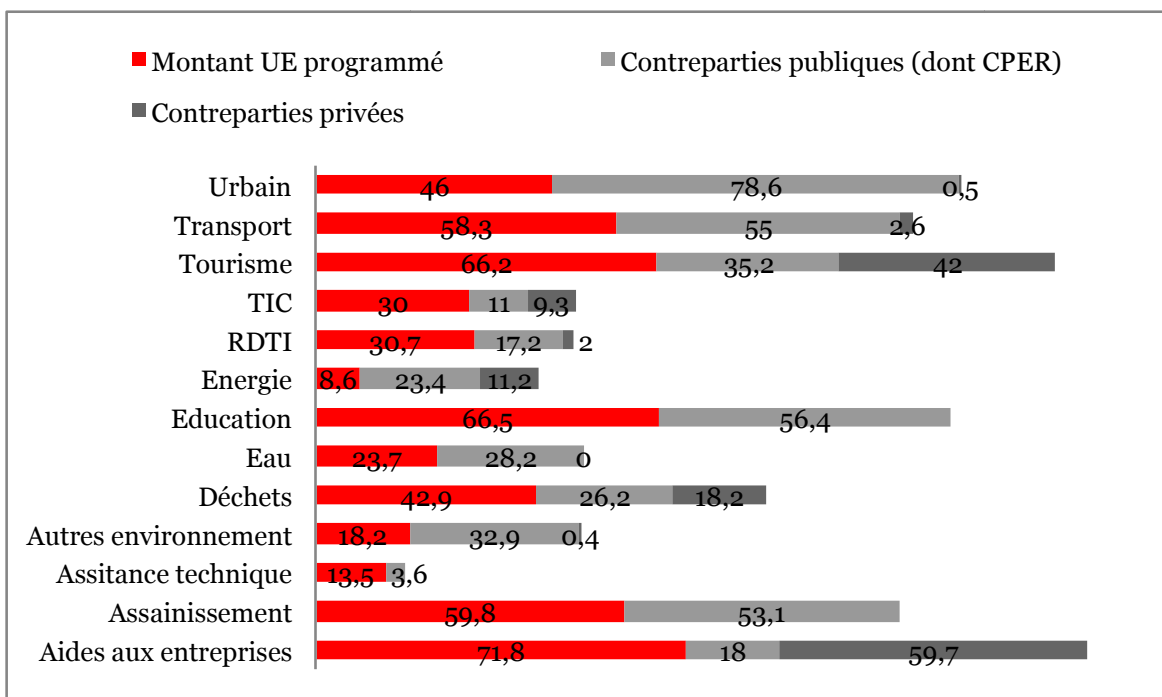 Montant UE programmé Contreparties publiques (dont CPER)
Contreparties privées
Urbain 46 78,6 0,5
Transport 58,3 55 2,6
Tourisme 66,2 35,2 42
TIC 30 11 9,3
RDTI 30,7 17,2 2
Energie 8,6 23,4 11,2
Education 66,5 56,4
Eau 23,7 28,2 0
Déchets 42,9 26,2 18,2
Autres environnement 18,2 32,9 0,4
Assitance technique 13,5 3,6
Assainissement 59,8 53,1
Aides aux entreprises 71,8 18 59,7